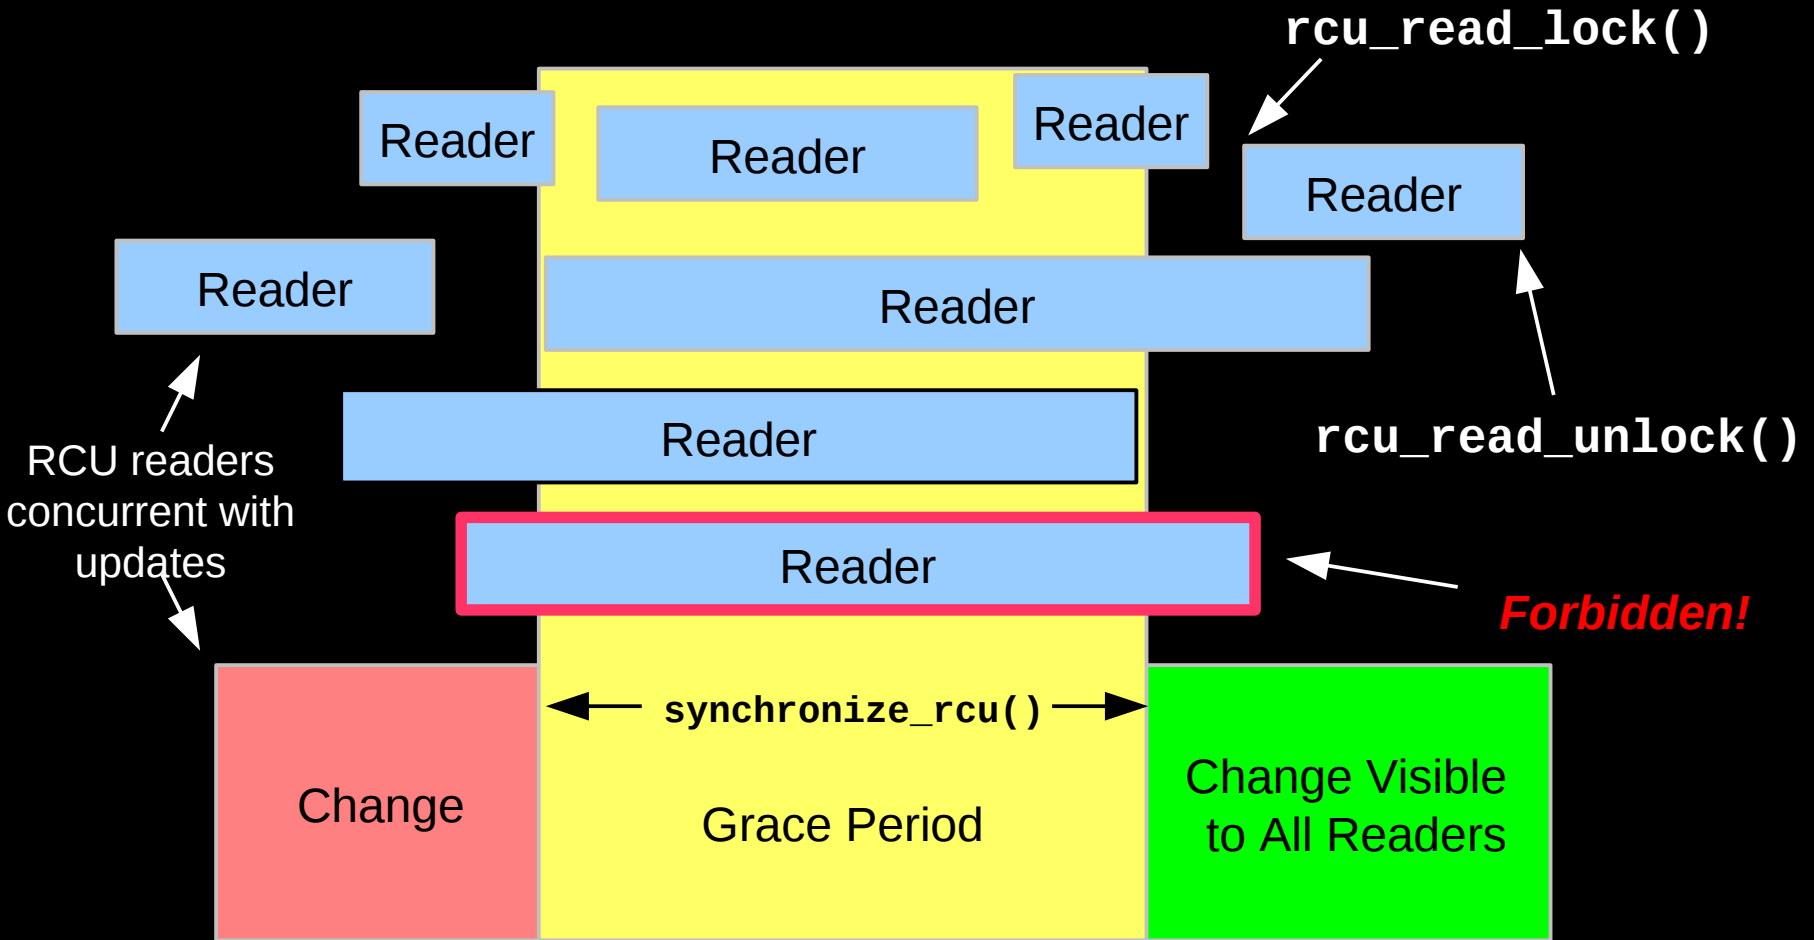 rcu_read_lock()
Reader
Reader
Reader
Reader
Reader
Reader
Reader
rcu_read_unlock()
RCU readers
concurrent with
updates
Reader
Forbidden!
synchronize_rcu()
Change
Grace Period
Change Visible
to All Readers